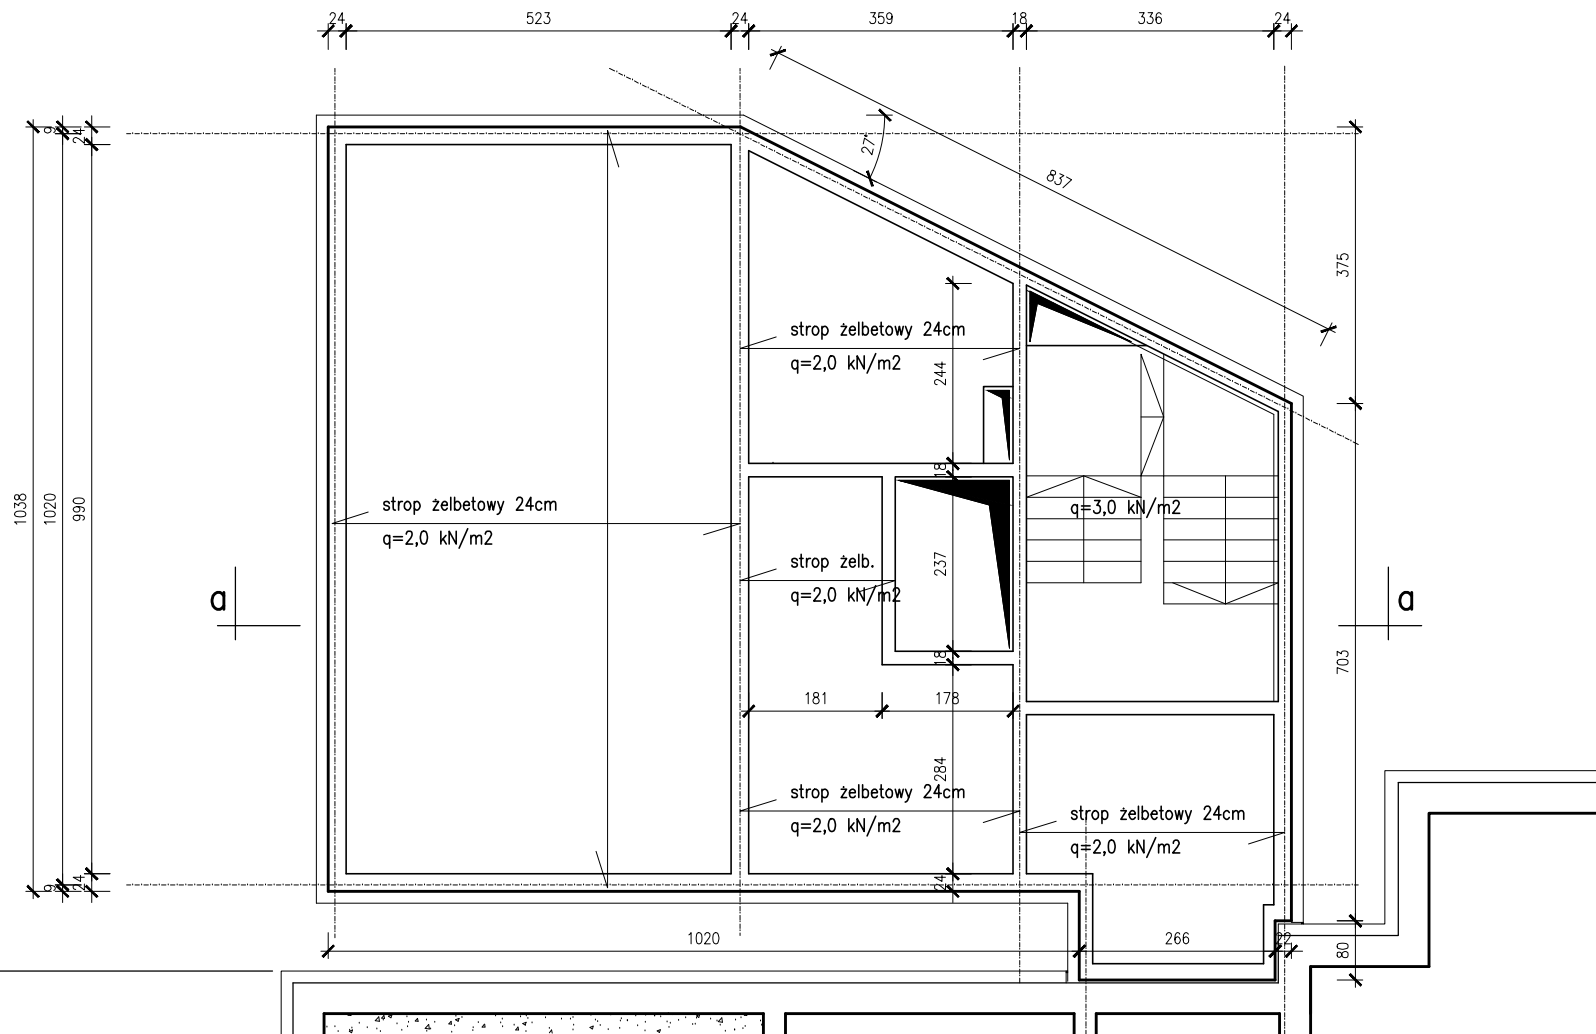 24 523 24 359 18 336 24
837
27°
375
1038 9 1020 9 24 990 24
strop żelbetowy 24cm
q=2,0 kN/m2
244
18
strop żelbetowy 24cm
q=2,0 kN/m2
q=3,0 kN/m2
strop żelb.
q=2,0 kN/m2
237
a a
18
703
181 178
284
strop żelbetowy 24cm
q=2,0 kN/m2
strop żelbetowy 24cm
q=2,0 kN/m2
24
1020 266 22
80